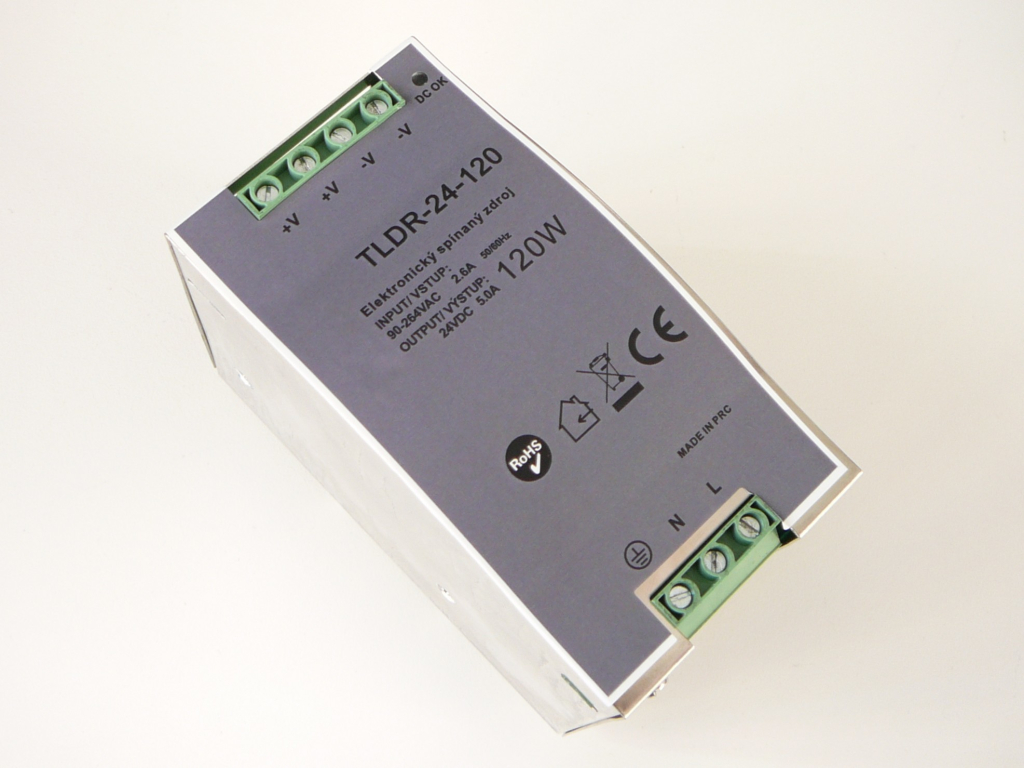 DC OK
+V +V -V -V
TLDR-24-120
Elektronický spínaný zdroj
INPUT/ VSTUP:
90-264VAC 2.6A 50/60Hz
OUTPUT/ VÝSTUP:
24VDC 5.0A 120W
CE
RoHS
MADE IN PRC
N L